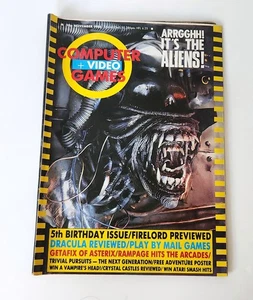 NOVEMBER
ARRGGHH!
IT'S THE
ALIENS!
COMPUTER
+ VIDEO
GAMES
5th BIRTHDAY ISSUE/FIRELORD PREVIEWED
DRACULA REVIEWED/PLAY BY MAIL GAMES
GETAFIX OF ASTERIX/RAMPAGE HITS THE ARCADES/
TRIVIAL PURSUITS — THE NEXT GENERATION/FREE ADVENTURE POSTER
WIN A VAMPIRE'S HEAD!/CRYSTAL CASTLES REVIEWED/WIN ATARI SMASH HITS